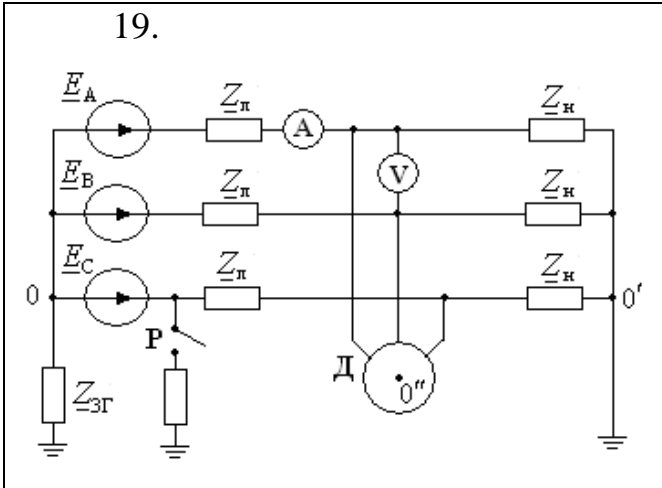 19.
E_A Z_л A Z_н
E_B Z_л V Z_н
E_C Z_л Z_н
0 0′
P
Д 0″
Z_ЗГ